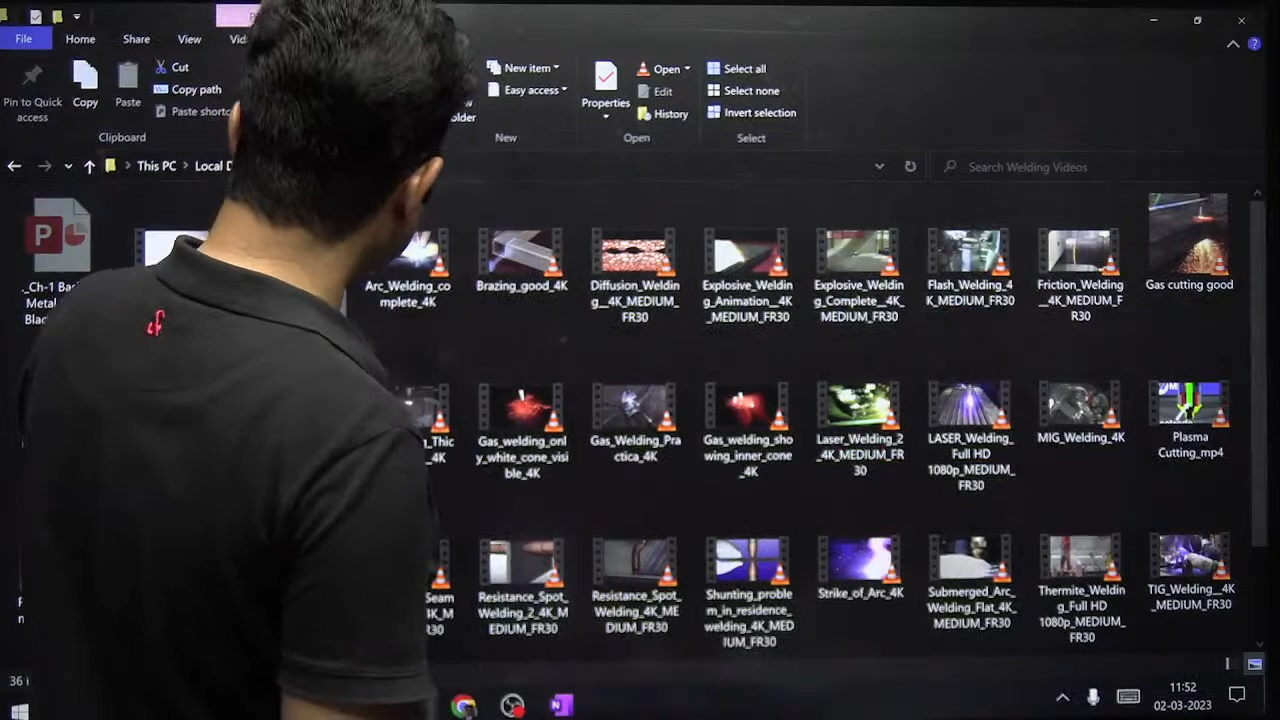 File
Home
Share
View
Pin to Quick
access
Copy
Paste
Cut
Copy path
Clipboard
New item
Easy access
New
Properties
Open
Edit
History
Open
Select all
Select none
Invert selection
Select
This PC
Local
Search Welding Videos
Arc_Welding_co
mplete_4K
Brazing_good_4K
Diffusion_Weldin
g__4K_MEDIUM_
FR30
Explosive_Weldin
g_Animation__4K
_MEDIUM_FR30
Explosive_Weldin
g_Complete__4K_
MEDIUM_FR30
Flash_Welding_4
K_MEDIUM_FR30
Friction_Welding
__4K_MEDIUM_F
R30
Gas cutting good
Gas_welding_onl
y_white_cone_visi
ble_4K
Gas_Welding_Pra
ctica_4K
Gas_welding_sho
wing_inner_cone
_4K
Laser_Welding_2
_4K_MEDIUM_FR
30
LASER_Welding_
Full HD
1080p_MEDIUM_
FR30
MIG_Welding_4K
Plasma
Cutting_mp4
Resistance_Spot_
Welding_2_4K_M
EDIUM_FR30
Resistance_Spot_
Welding_4K_ME
DIUM_FR30
Shunting_proble
m_in_residence_
welding_4K_MED
IUM_FR30
Strike_of_Arc_4K
Submerged_Arc_
Welding_Flat_4K_
MEDIUM_FR30
Thermite_Weldin
g_Full HD
1080p_MEDIUM_
FR30
TIG_Welding__4K
_MEDIUM_FR30
36
11:52
02-03-2023